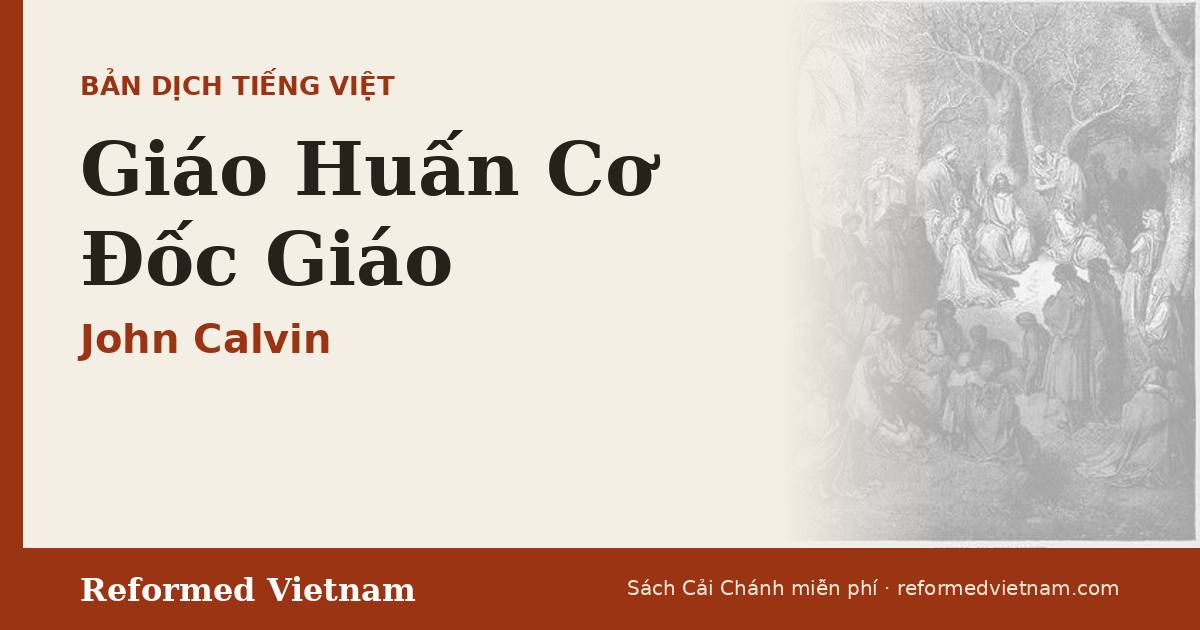 BẢN DỊCH TIẾNG VIỆT
Giáo Huấn Cơ
Đốc Giáo
John Calvin
Reformed Vietnam
Sách Cải Chánh miễn phí · reformedvietnam.com